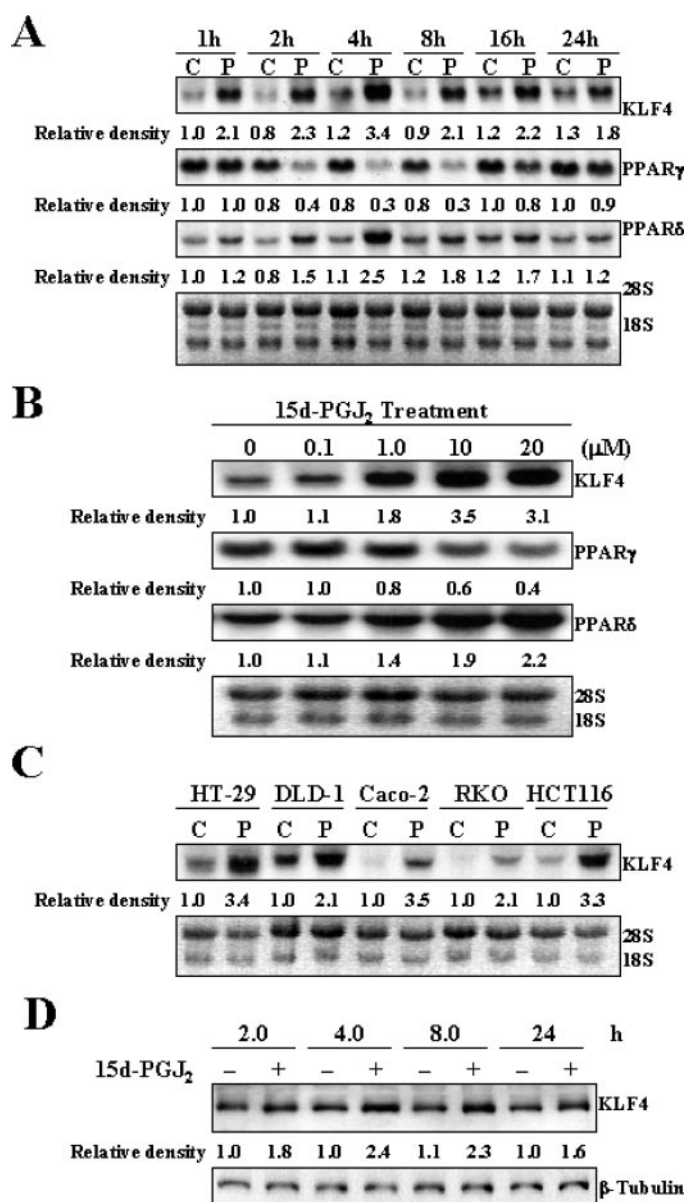 A
1h 2h 4h 8h 16h 24h
C P C P C P C P C P C P
KLF4
Relative density 1.0 2.1 0.8 2.3 1.2 3.4 0.9 2.1 1.2 2.2 1.3 1.8
PPARγ
Relative density 1.0 1.0 0.8 0.4 0.8 0.3 0.8 0.3 1.0 0.8 1.0 0.9
PPARδ
Relative density 1.0 1.2 0.8 1.5 1.1 2.5 1.2 1.8 1.2 1.7 1.1 1.2
28S
18S
B
15d-PGJ₂ Treatment
0 0.1 1.0 10 20 (μM)
KLF4
Relative density 1.0 1.1 1.8 3.5 3.1
PPARγ
Relative density 1.0 1.0 0.8 0.6 0.4
PPARδ
Relative density 1.0 1.1 1.4 1.9 2.2
28S
18S
C
HT-29 DLD-1 Caco-2 RKO HCT116
C P C P C P C P C P
KLF4
Relative density 1.0 3.4 1.0 2.1 1.0 3.5 1.0 2.1 1.0 3.3
28S
18S
D
2.0 4.0 8.0 24 h
15d-PGJ₂ – + – + – + – +
KLF4
Relative density 1.0 1.8 1.0 2.4 1.1 2.3 1.0 1.6
β-Tubulin